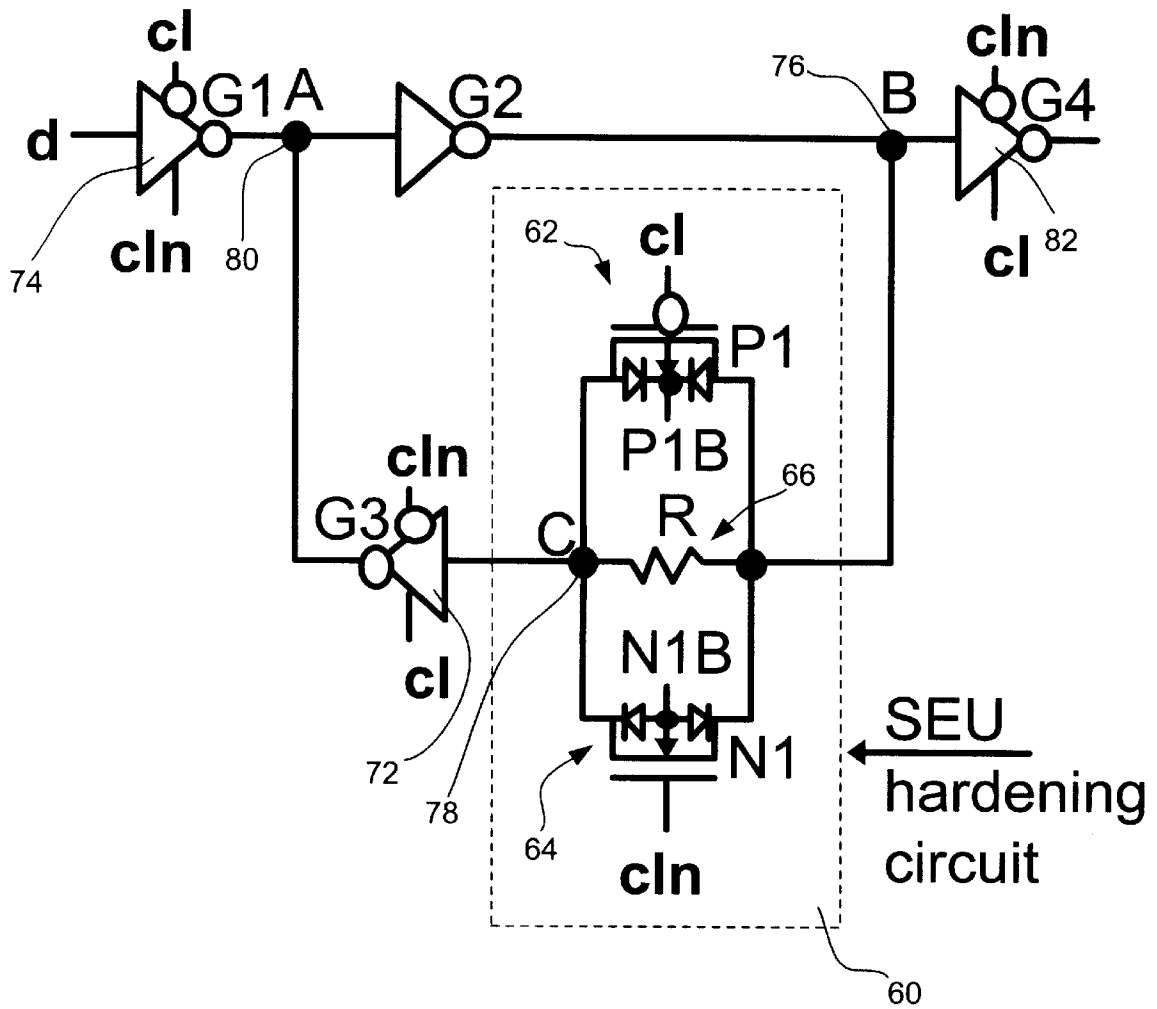 cl
cln
G1
A
G2
76
B
G4
d
74
cln
80
62
cl
82
cl
P1
P1B
cln
G3
66
R
C
N1B
cl
SEU
N1
72
78
hardening
64
cln
circuit
60